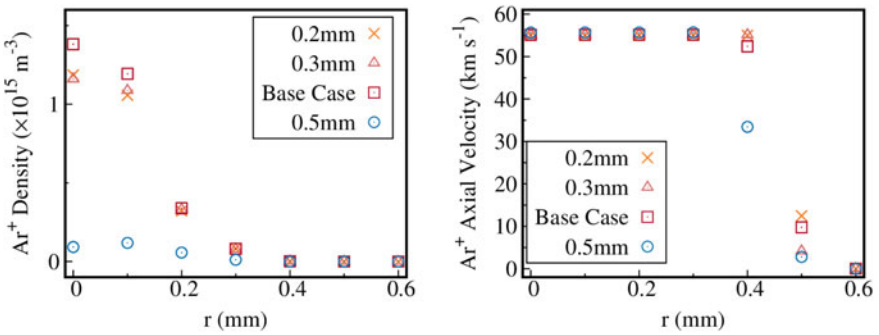 Ar⁺ Density (×10¹⁵ m⁻³)
1
0
0.2mm
0.3mm
Base Case
0.5mm
0 0.2 0.4 0.6
r (mm)
Ar⁺ Axial Velocity (km s⁻¹)
60
50
40
30
20
10
0
0.2mm
0.3mm
Base Case
0.5mm
0 0.2 0.4 0.6
r (mm)